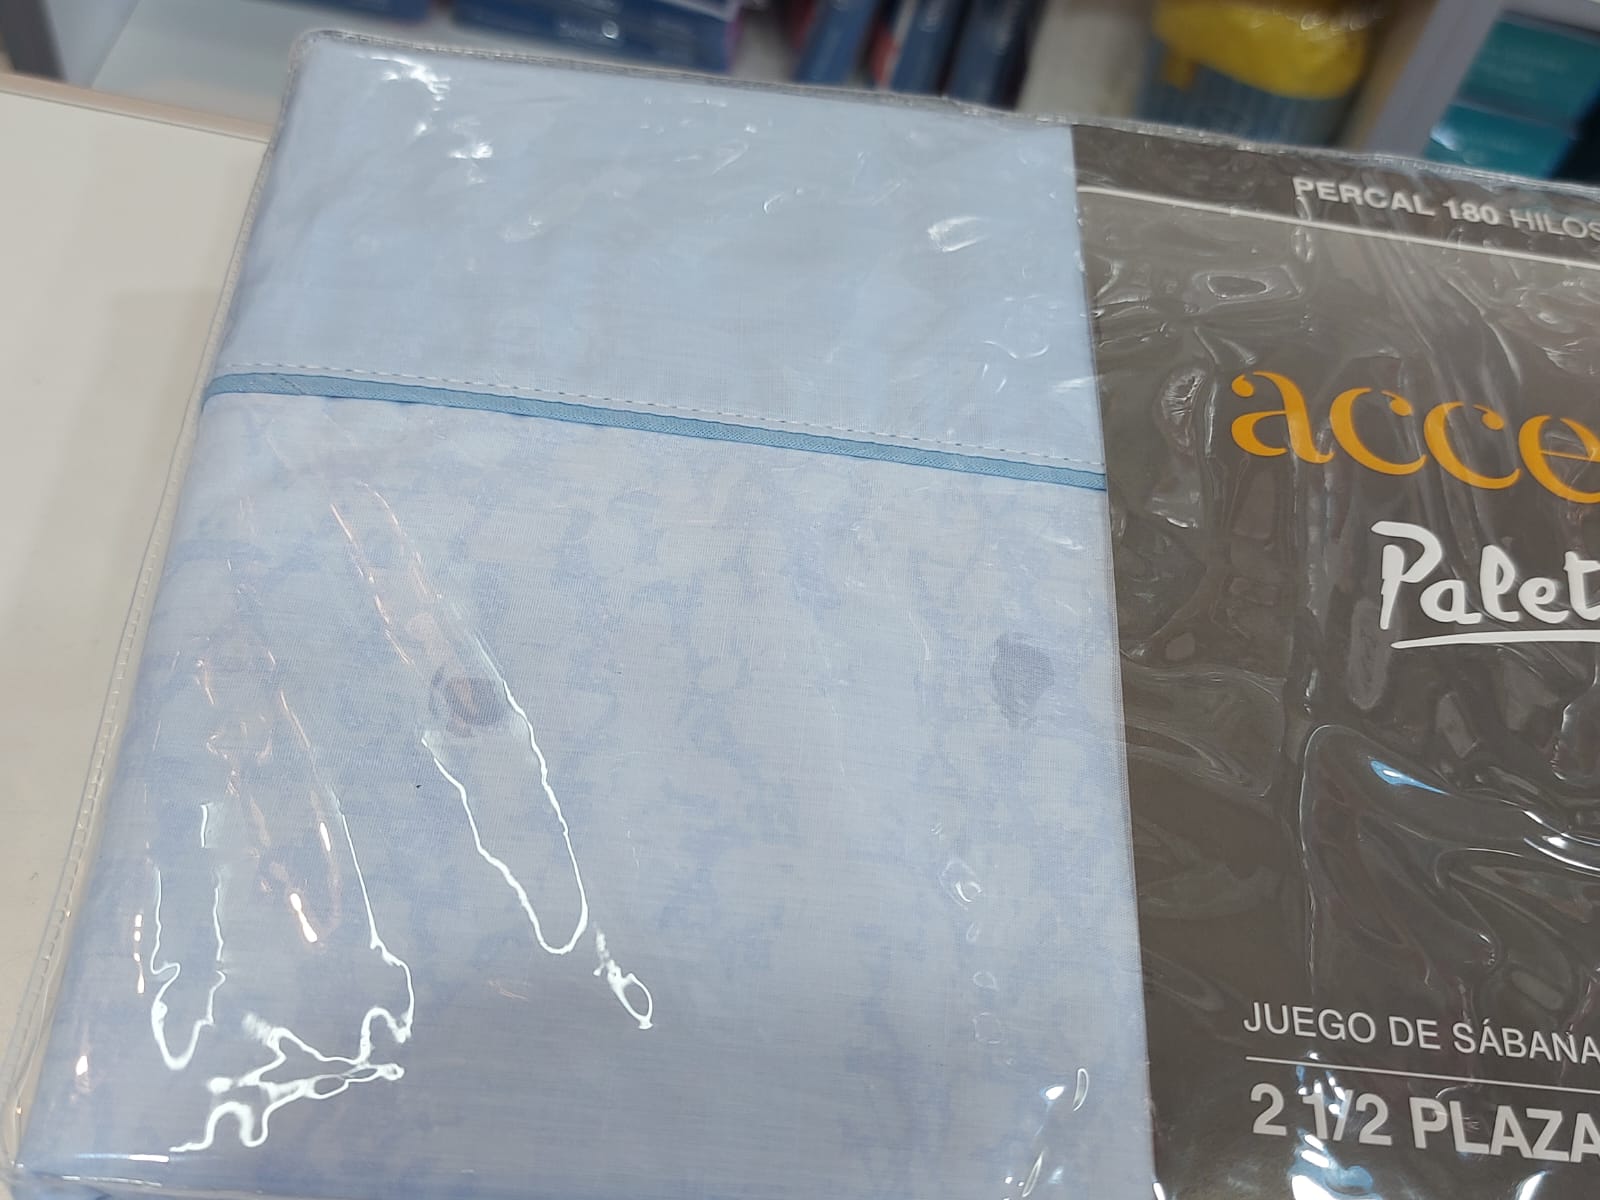 PERCAL 180 HILOS
acce
Palet
JUEGO DE SÁBANA
2 1/2 PLAZA